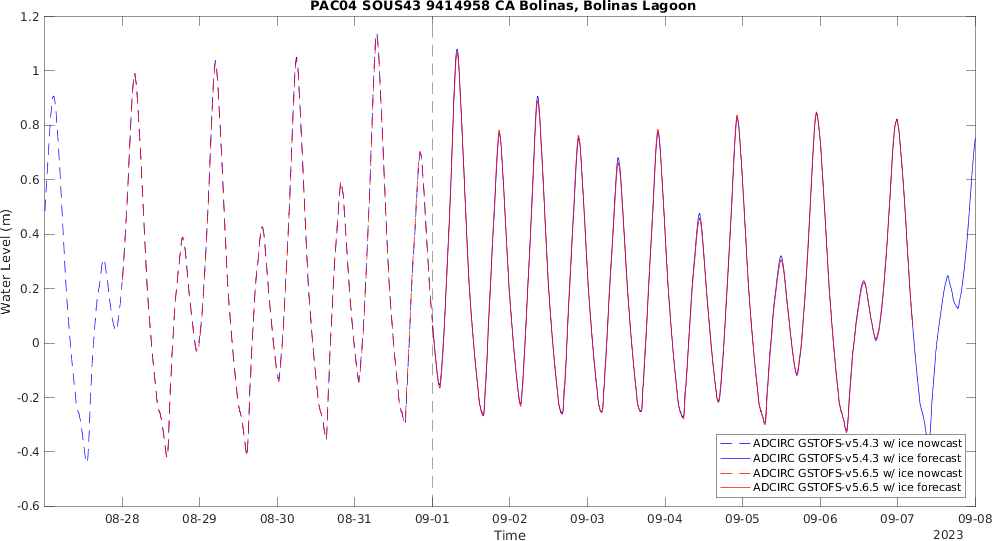 PAC04 SOUS43 9414958 CA Bolinas, Bolinas Lagoon
Water Level (m)
1.2
1
0.8
0.6
0.4
0.2
0
-0.2
-0.4
-0.6
ADCIRC GSTOFS-v5.4.3 w/ ice nowcast
ADCIRC GSTOFS-v5.4.3 w/ ice forecast
ADCIRC GSTOFS-v5.6.5 w/ ice nowcast
ADCIRC GSTOFS-v5.6.5 w/ ice forecast
08-28 08-29 08-30 08-31 09-01 09-02 09-03 09-04 09-05 09-06 09-07 09-08
Time
2023